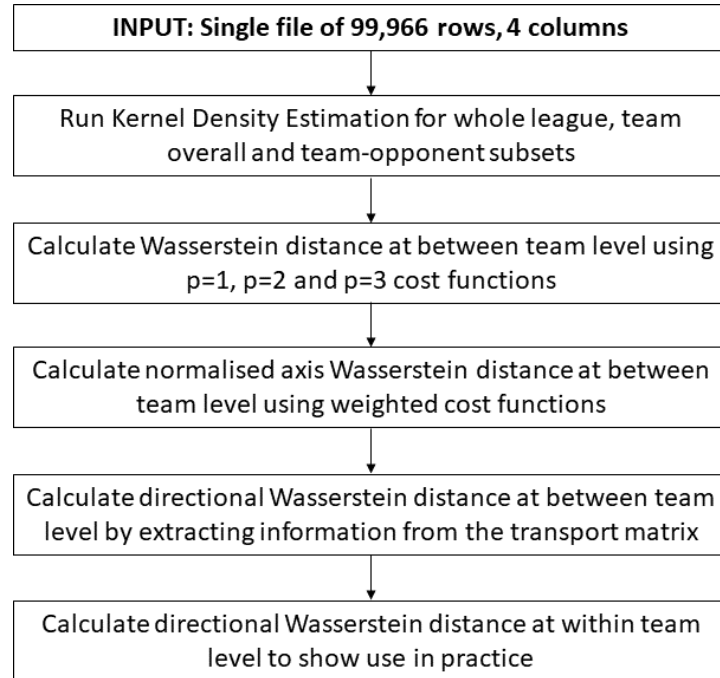 INPUT: Single file of 99,966 rows, 4 columns
Run Kernel Density Estimation for whole league, team
overall and team-opponent subsets
Calculate Wasserstein distance at between team level using
p=1, p=2 and p=3 cost functions
Calculate normalised axis Wasserstein distance at between
team level using weighted cost functions
Calculate directional Wasserstein distance at between team
level by extracting information from the transport matrix
Calculate directional Wasserstein distance at within team
level to show use in practice